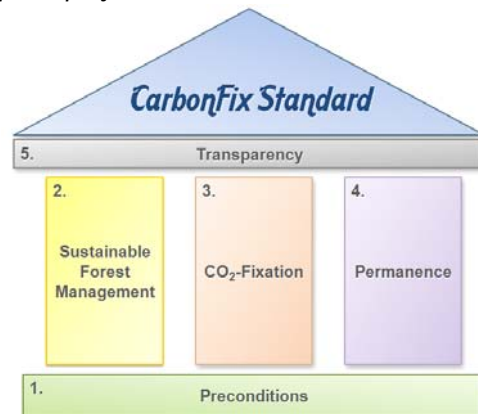 CarbonFix Standard
5.
Transparency
2.
Sustainable
Forest
Management
3.
CO₂-Fixation
4.
Permanence
1.
Preconditions